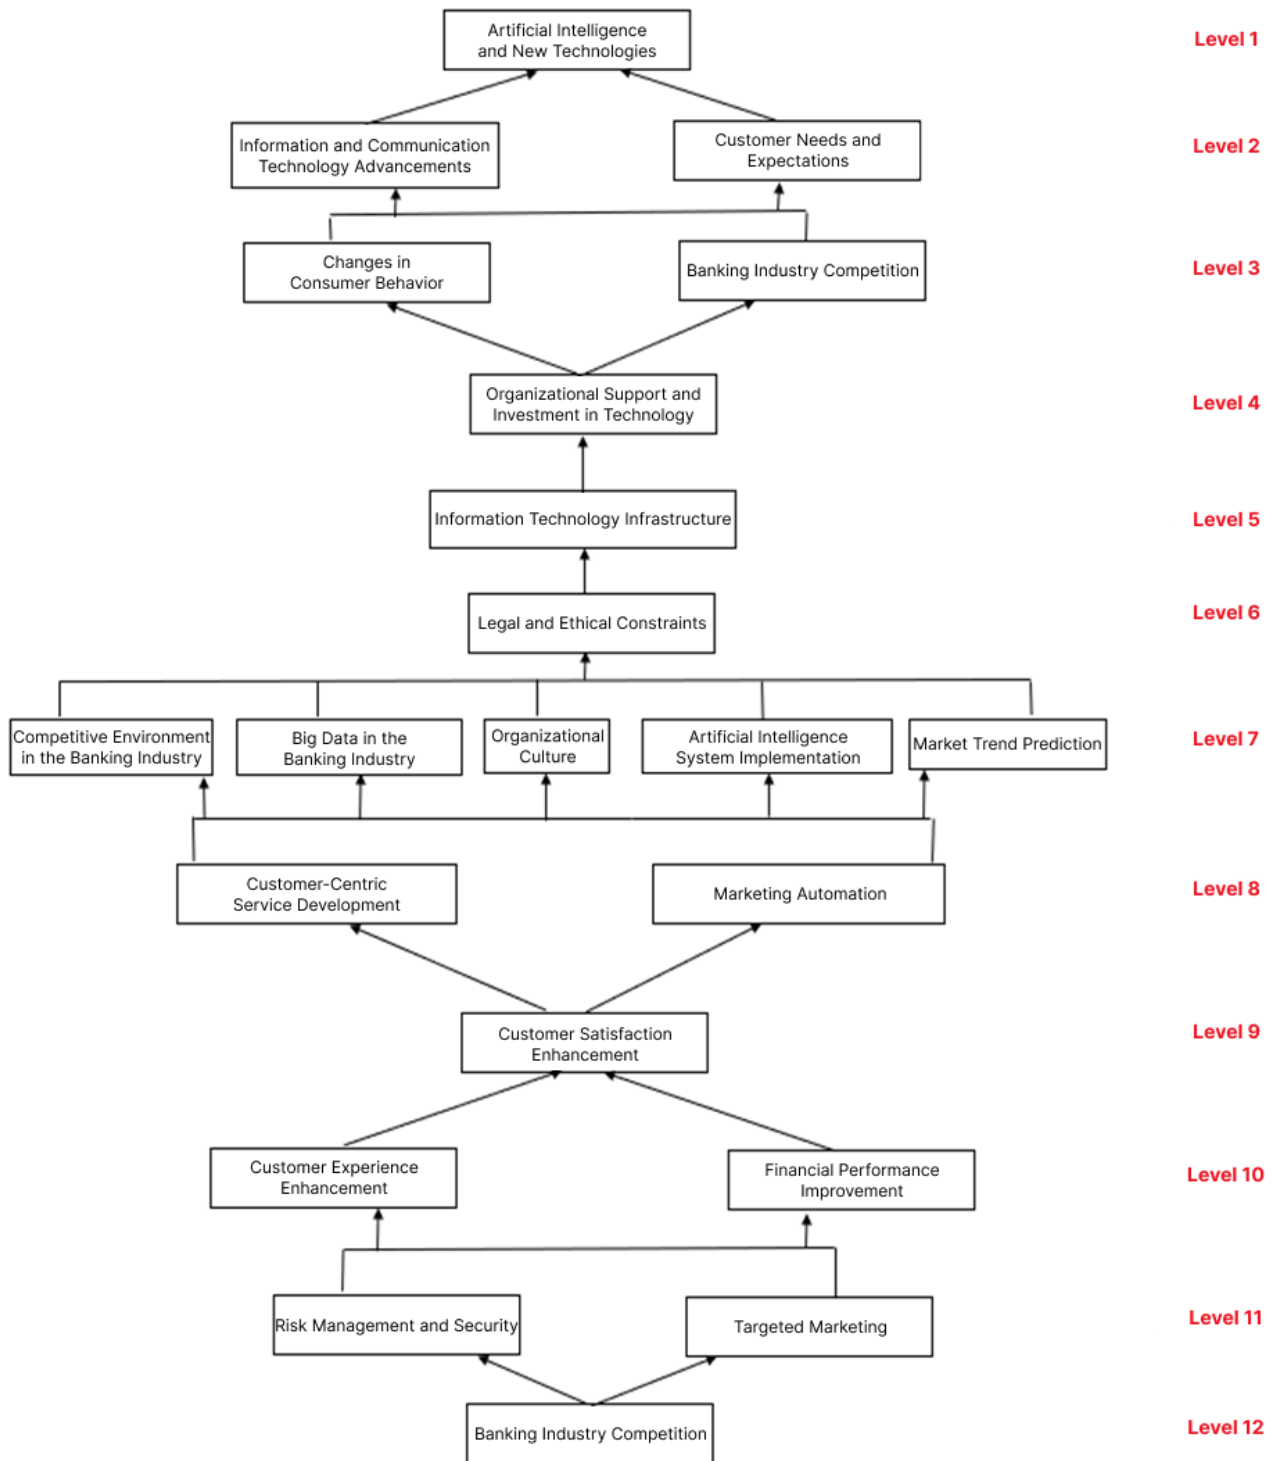 Artificial Intelligence
and New Technologies
Level 1
Information and Communication
Technology Advancements
Customer Needs and
Expectations
Level 2
Changes in
Consumer Behavior
Banking Industry Competition
Level 3
Organizational Support and
Investment in Technology
Level 4
Information Technology Infrastructure
Level 5
Legal and Ethical Constraints
Level 6
Competitive Environment
in the Banking Industry
Big Data in the
Banking Industry
Organizational
Culture
Artificial Intelligence
System Implementation
Market Trend Prediction
Level 7
Customer-Centric
Service Development
Marketing Automation
Level 8
Customer Satisfaction
Enhancement
Level 9
Customer Experience
Enhancement
Financial Performance
Improvement
Level 10
Risk Management and Security
Targeted Marketing
Level 11
Banking Industry Competition
Level 12